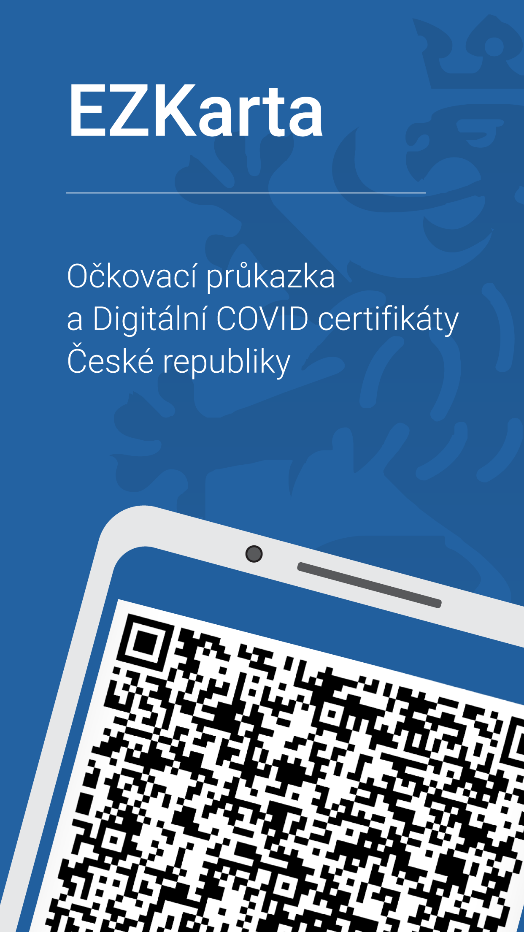 EZKarta
Očkovací průkazka
a Digitální COVID certifikáty
České republiky